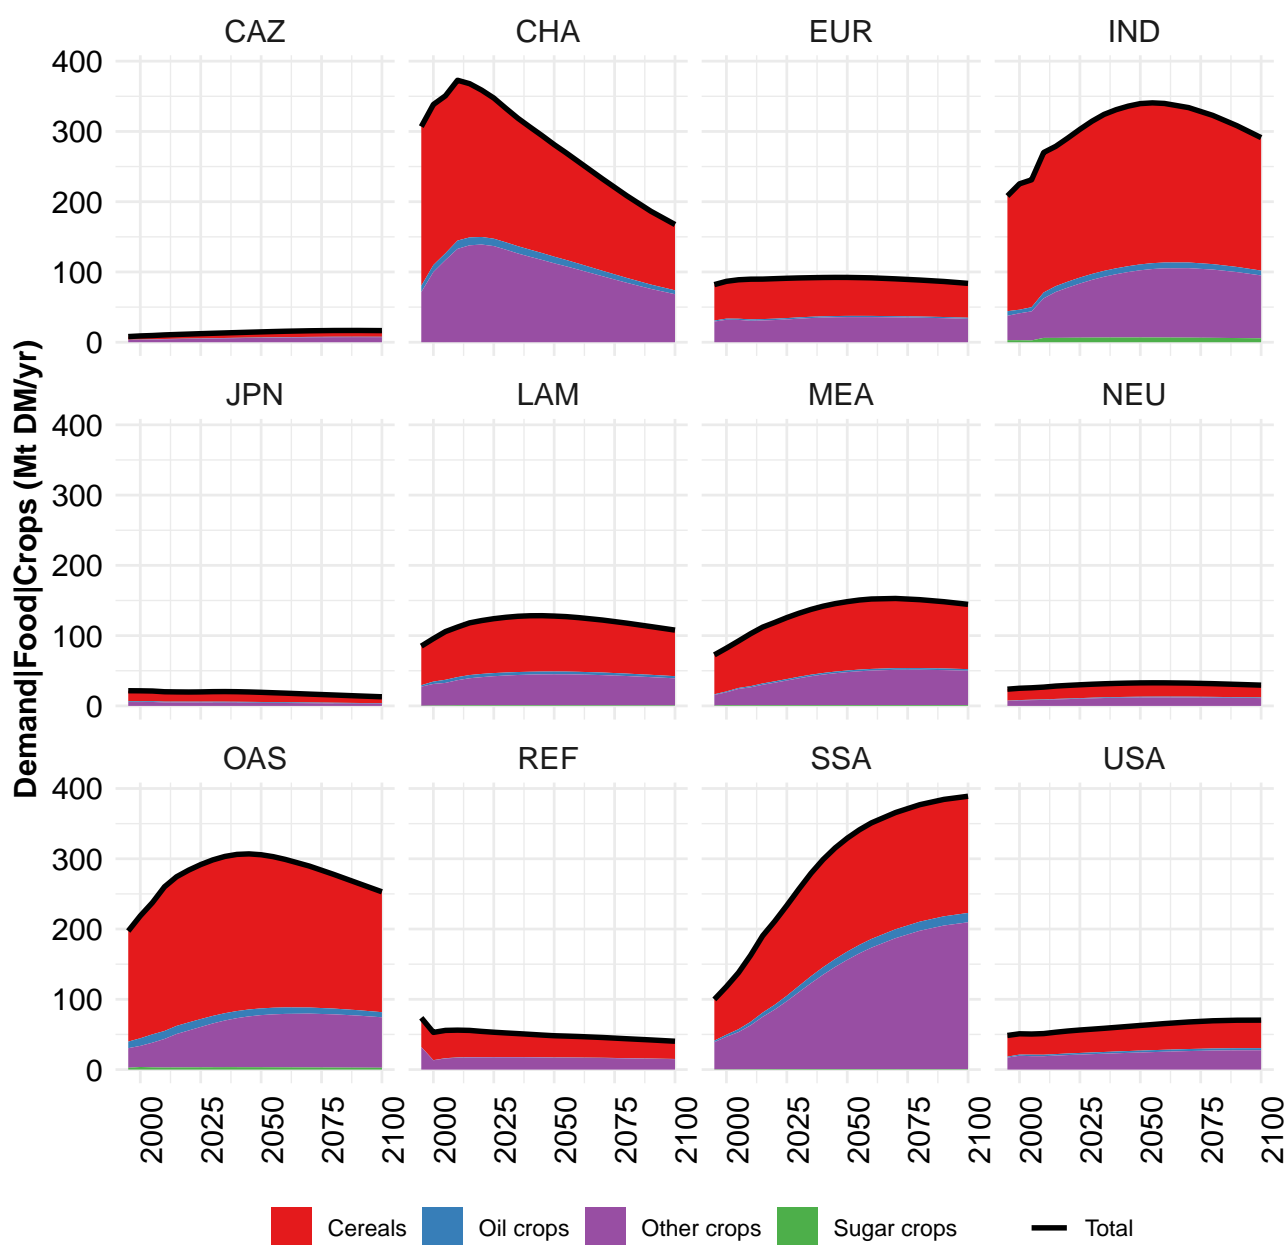 CAZ CHA EUR IND
400
300
200
100
0
JPN LAM MEA NEU
400
300
200
100
0
OAS REF SSA USA
400
300
200
100
0
Demand|Food|Crops (Mt DM/yr)
2000 2025 2050 2075 2100 2000 2025 2050 2075 2100 2000 2025 2050 2075 2100 2000 2025 2050 2075 2100
Cereals Oil crops Other crops Sugar crops Total